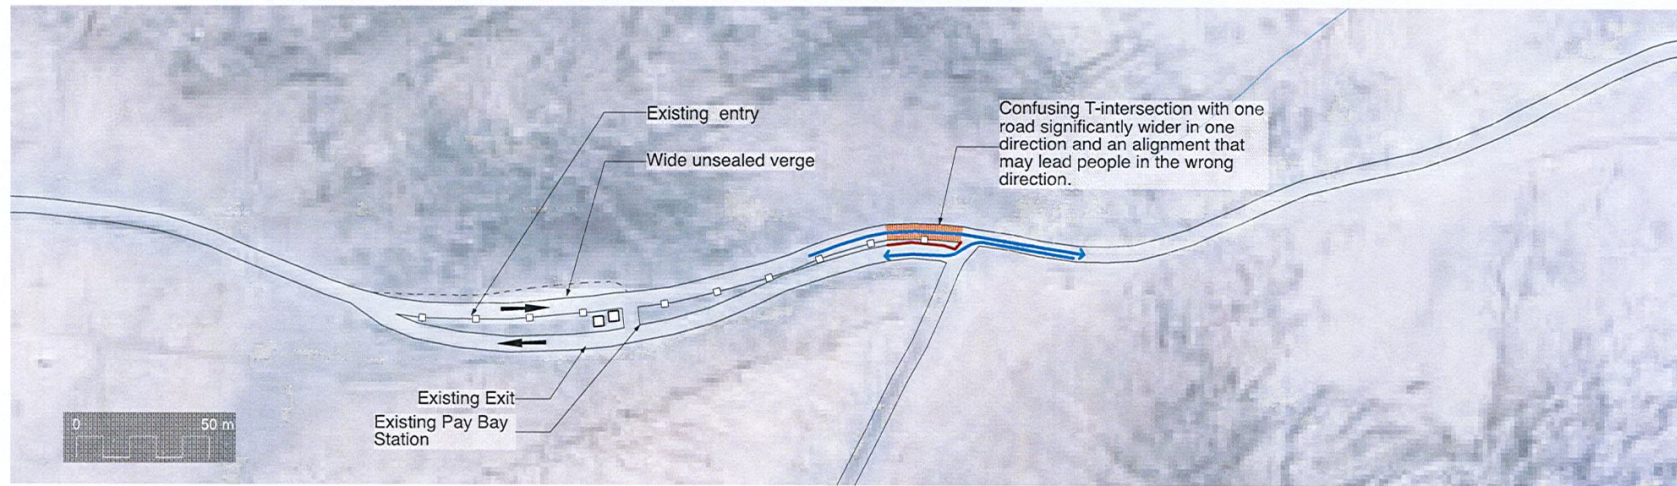 Existing entry
Wide unsealed verge
Confusing T-intersection with one
road significantly wider in one
direction and an alignment that
may lead people in the wrong
direction.
Existing Exit
Existing Pay Bay
Station
0 50 m